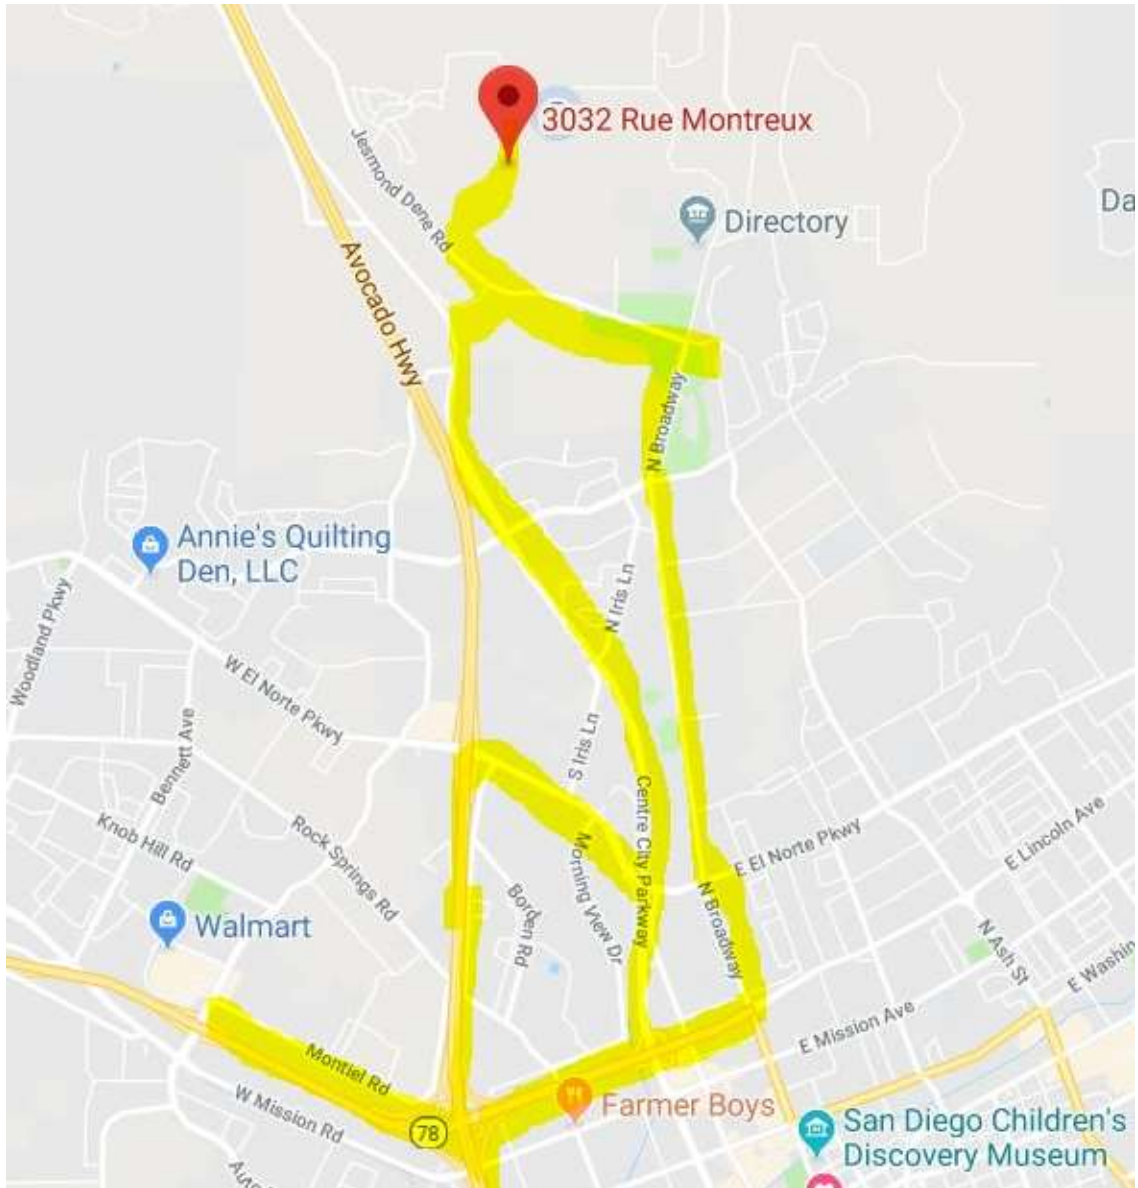 3032 Rue Montreux
Jesmond Dene Rd
Directory
Da
Avocado Hwy
N Broadway
Annie's Quilting
Den, LLC
Woodland Pkwy
N Iris Ln
W El Norte Pkwy
S Iris Ln
Bennett Ave
Centre City Parkway
Knob Hill Rd
Rock Springs Rd
Morning View Dr
E El Norte Pkwy
E Lincoln Ave
Borden Rd
N Broadway
Walmart
N Ash St
E Washin
E Mission Ave
Montiel Rd
W Mission Rd
78
Farmer Boys
San Diego Children's
Discovery Museum
Auto